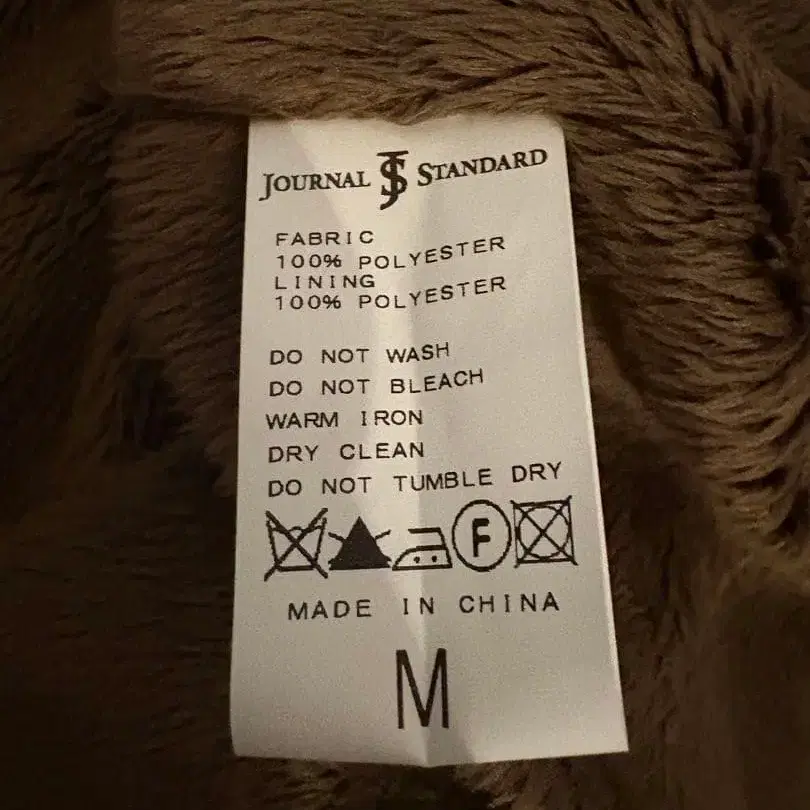 JOURNAL JS STANDARD
FABRIC
100% POLYESTER
LINING
100% POLYESTER
DO NOT WASH
DO NOT BLEACH
WARM IRON
DRY CLEAN
DO NOT TUMBLE DRY
F
MADE IN CHINA
M